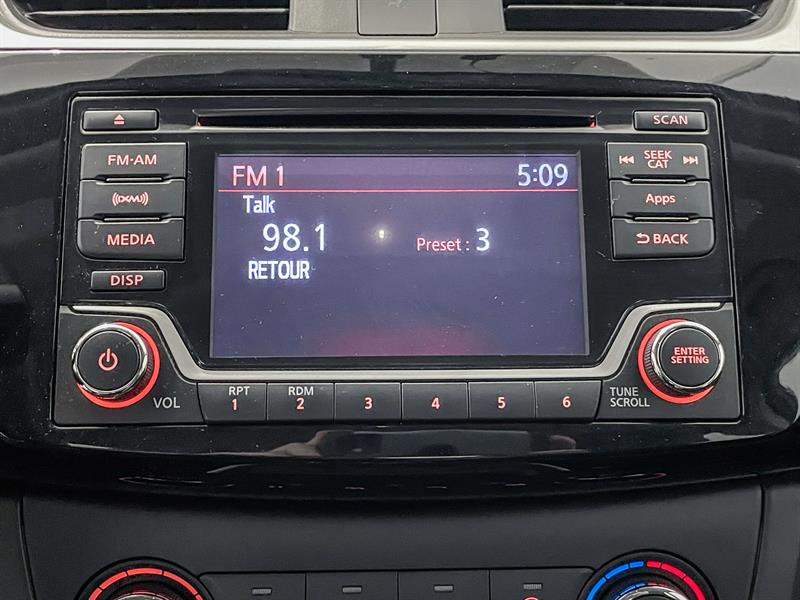 SCAN
FM·AM
SEEK
CAT
FM 1 5:09
((XM))
Apps
Talk
MEDIA
98.1 Preset : 3
BACK
RETOUR
DISP
ENTER
SETTING
VOL
RPT
1
RDM
2
3
4
5
6
TUNE
SCROLL